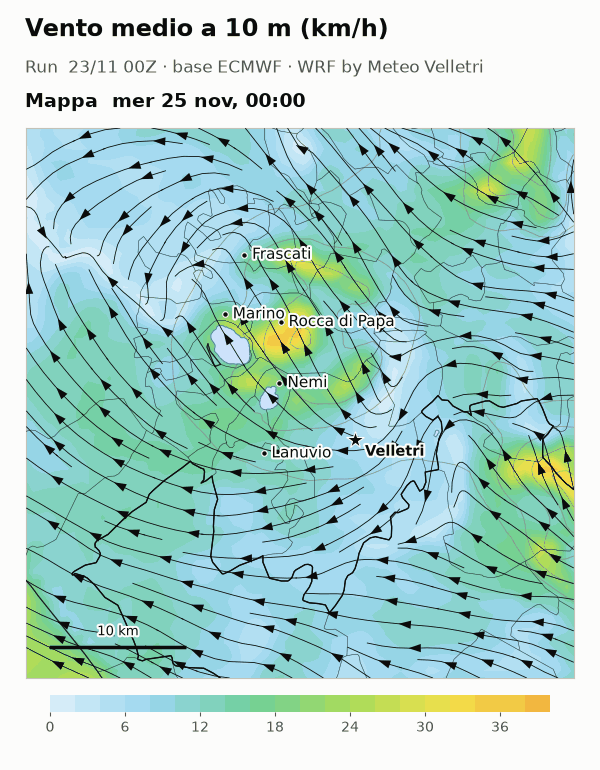 Vento medio a 10 m (km/h)
Run  23/11 00Z · base ECMWF · WRF by Meteo Velletri
Mappa  mer 25 nov, 00:00
Frascati
Marino
Rocca di Papa
Nemi
Velletri
Lanuvio
10 km
0 6 12 18 24 30 36